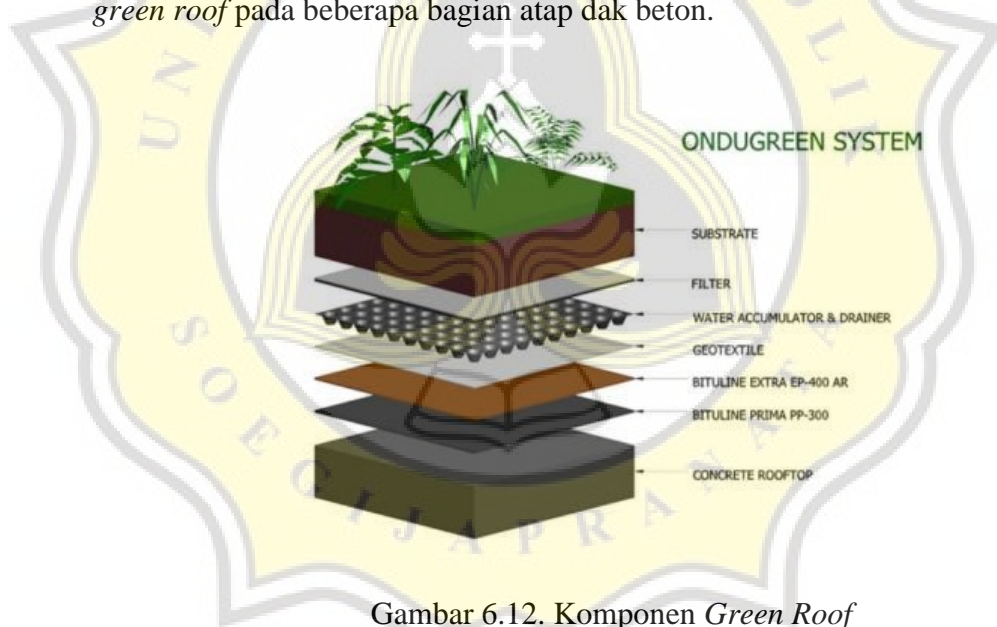 green roof pada beberapa bagian atap dak beton.
ONDUGREEN SYSTEM
SUBSTRATE
FILTER
WATER ACCUMULATOR & DRAINER
GEOTEXTILE
BITULINE EXTRA EP-400 AR
BITULINE PRIMA PP-300
CONCRETE ROOFTOP
SOEGIJAPRANATA
Gambar 6.12. Komponen Green Roof